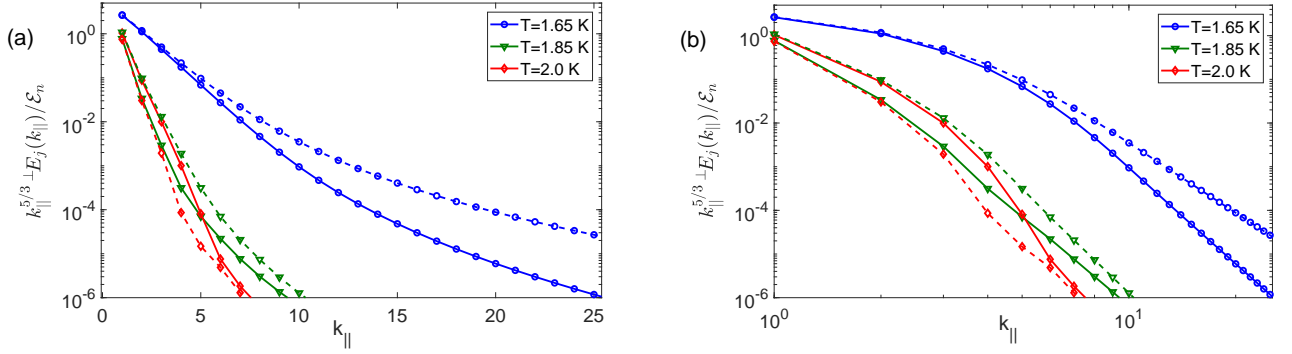 (a)
T=1.65 K
T=1.85 K
T=2.0 K
10^0
10^-2
10^-4
10^-6
k_||^{5/3} ⊥E_j(k_||)/ℰ_n
0 5 10 15 20 25
k_||
(b)
T=1.65 K
T=1.85 K
T=2.0 K
10^0
10^-2
10^-4
10^-6
k_||^{5/3} ⊥E_j(k_||)/ℰ_n
10^0 10^1
k_||